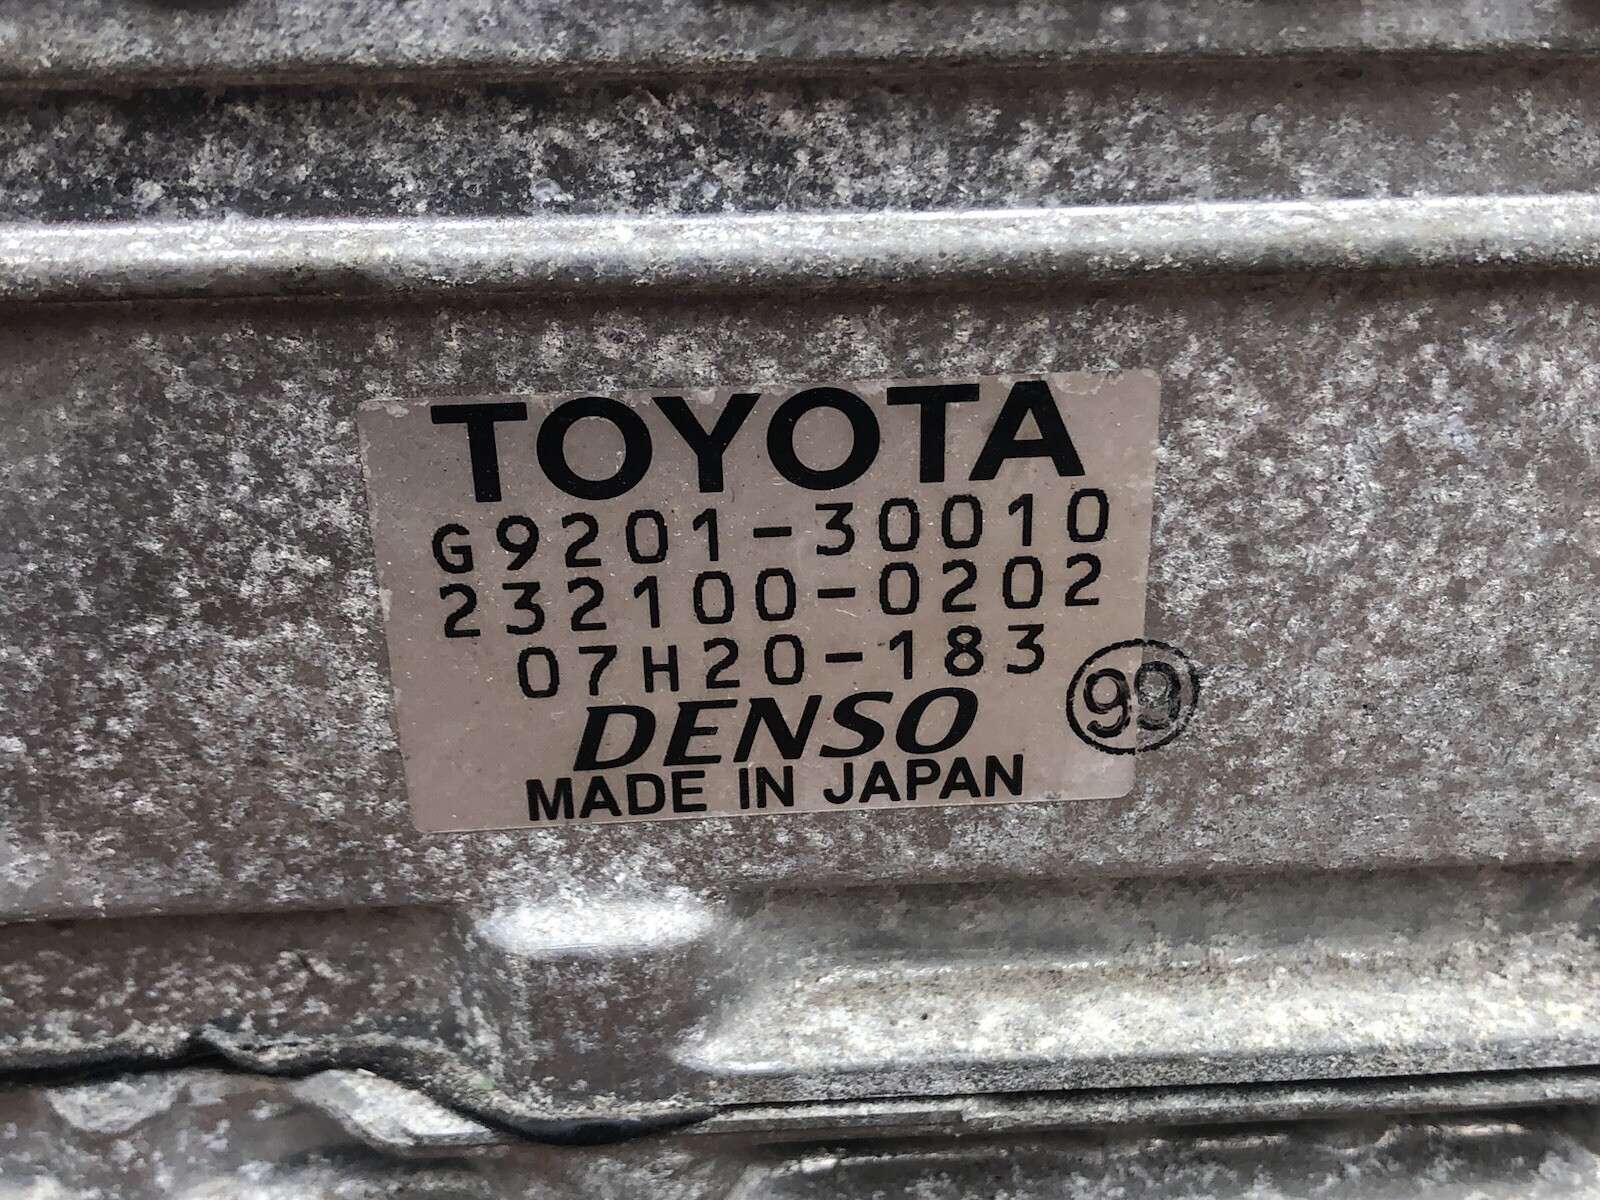 TOYOTA
G9201-30010
232100-0202
07H20-183
99
DENSO
MADE IN JAPAN